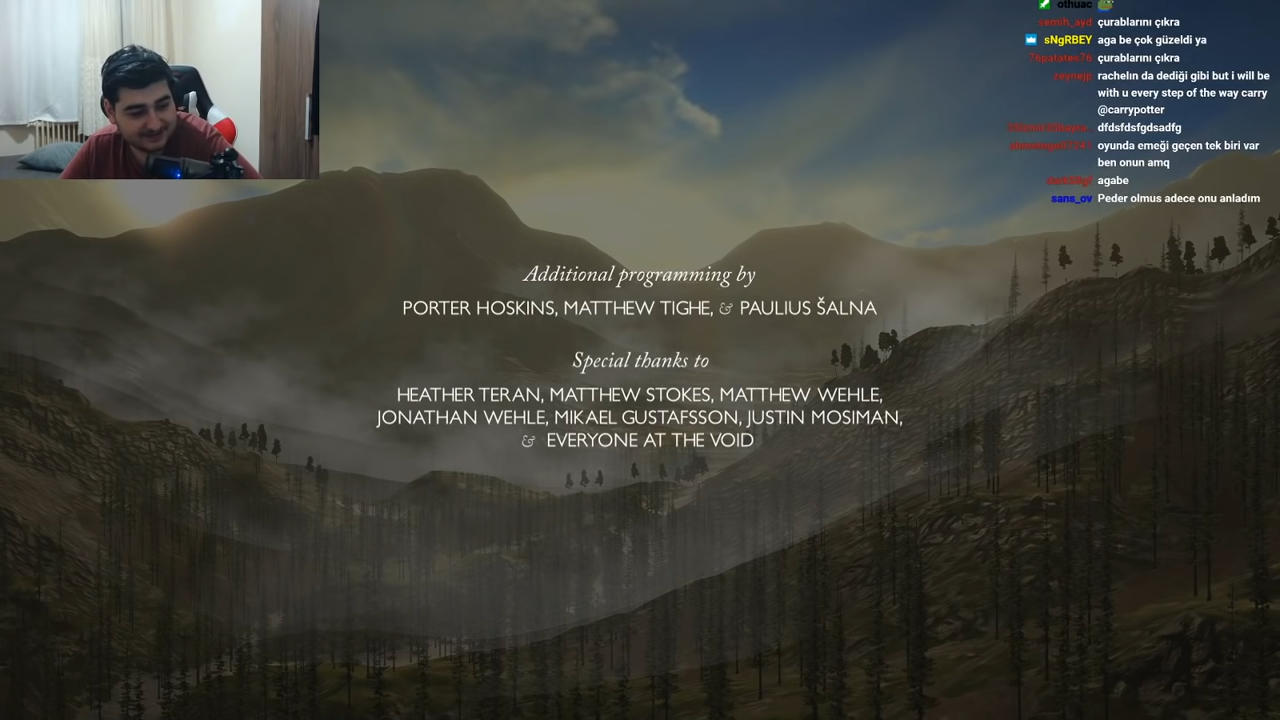 Additional programming by
PORTER HOSKINS, MATTHEW TIGHE, & PAULIUS ŠALNA
Special thanks to
HEATHER TERAN, MATTHEW STOKES, MATTHEW WEHLE,
JONATHAN WEHLE, MIKAEL GUSTAFSSON, JUSTIN MOSIMAN,
& EVERYONE AT THE VOID
othuac
semih_ayd çurablarını çıkra
sNgRBEY aga be çok güzeldi ya
76patates76 çurablarını çıkra
zeynejp rachelın da dediği gibi but i will be
with u every step of the way carry
@carrypotter
dfdsfdsfgdsadfg
oyunda emeği geçen tek biri var
ben onun amq
agabe
sans_ov Peder olmus adece onu anladım